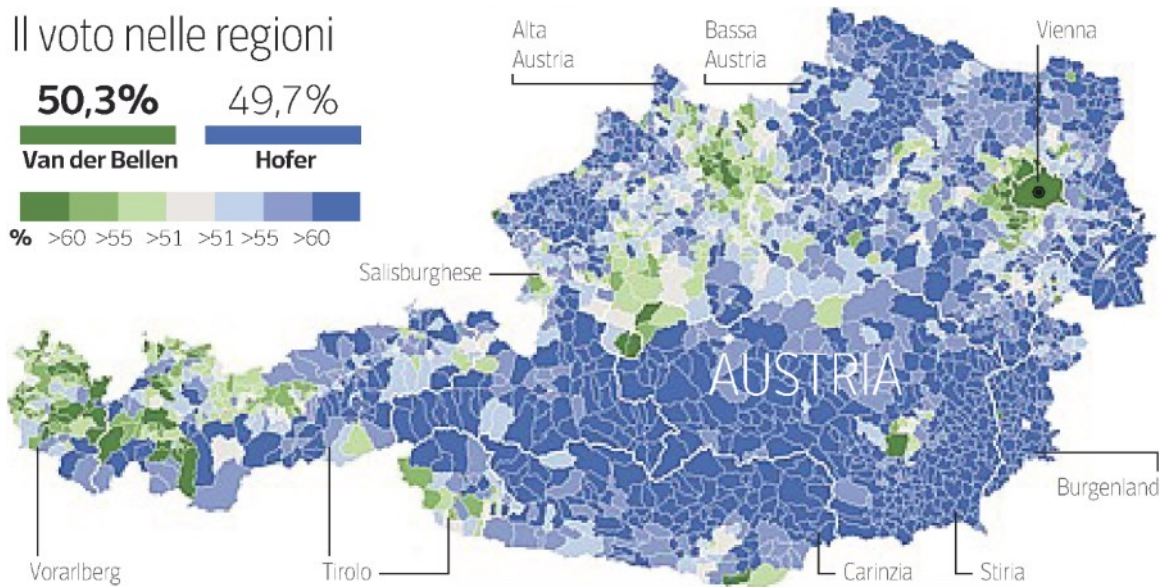 Il voto nelle regioni
50,3%
Van der Bellen
49,7%
Hofer
% >60 >55 >51 >51 >55 >60
Alta
Austria
Bassa
Austria
Vienna
Salisburghese
AUSTRIA
Burgenland
Vorarlberg
Tirolo
Carinzia
Stiria